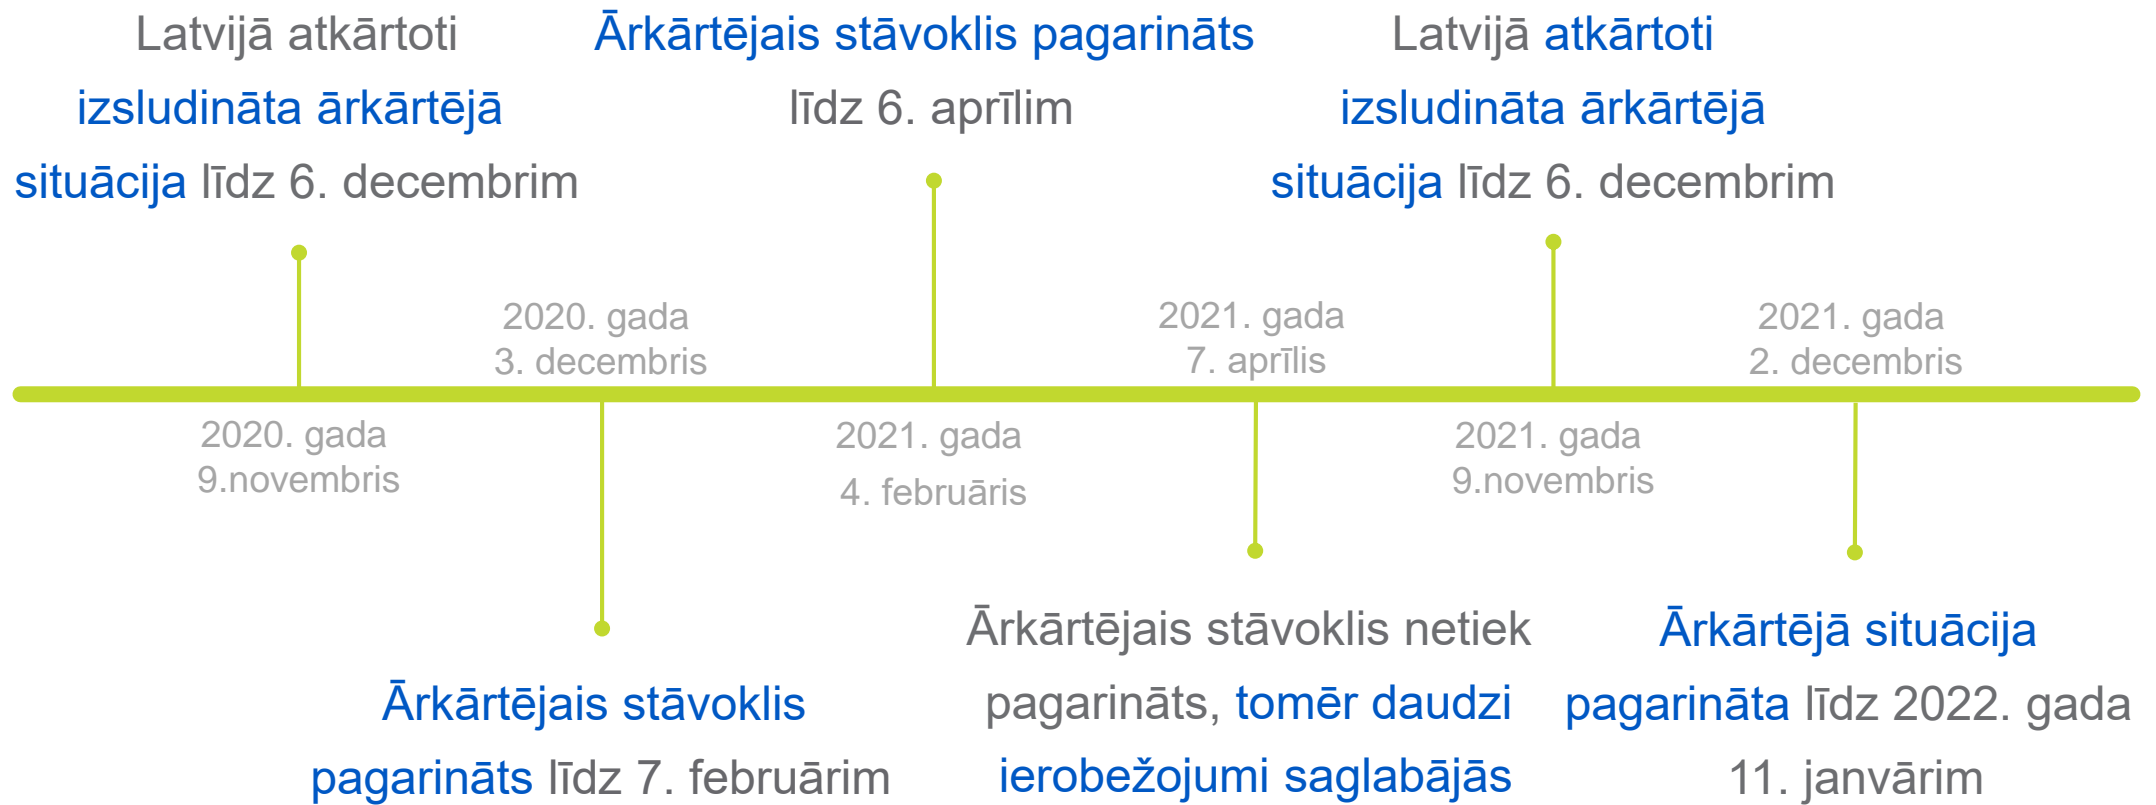 Latvijā atkārtoti
izsludināta ārkārtējā
situācija līdz 6. decembrim
2020. gada
9.novembris
2020. gada
3. decembris
Ārkārtējais stāvoklis
pagarināts līdz 7. februārim
Ārkārtējais stāvoklis pagarināts
līdz 6. aprīlim
2021. gada
4. februāris
2021. gada
7. aprīlis
Ārkārtējais stāvoklis netiek
pagarināts, tomēr daudzi
ierobežojumi saglabājās
Latvijā atkārtoti
izsludināta ārkārtējā
situācija līdz 6. decembrim
2021. gada
9.novembris
2021. gada
2. decembris
Ārkārtējā situācija
pagarināta līdz 2022. gada
11. janvārim